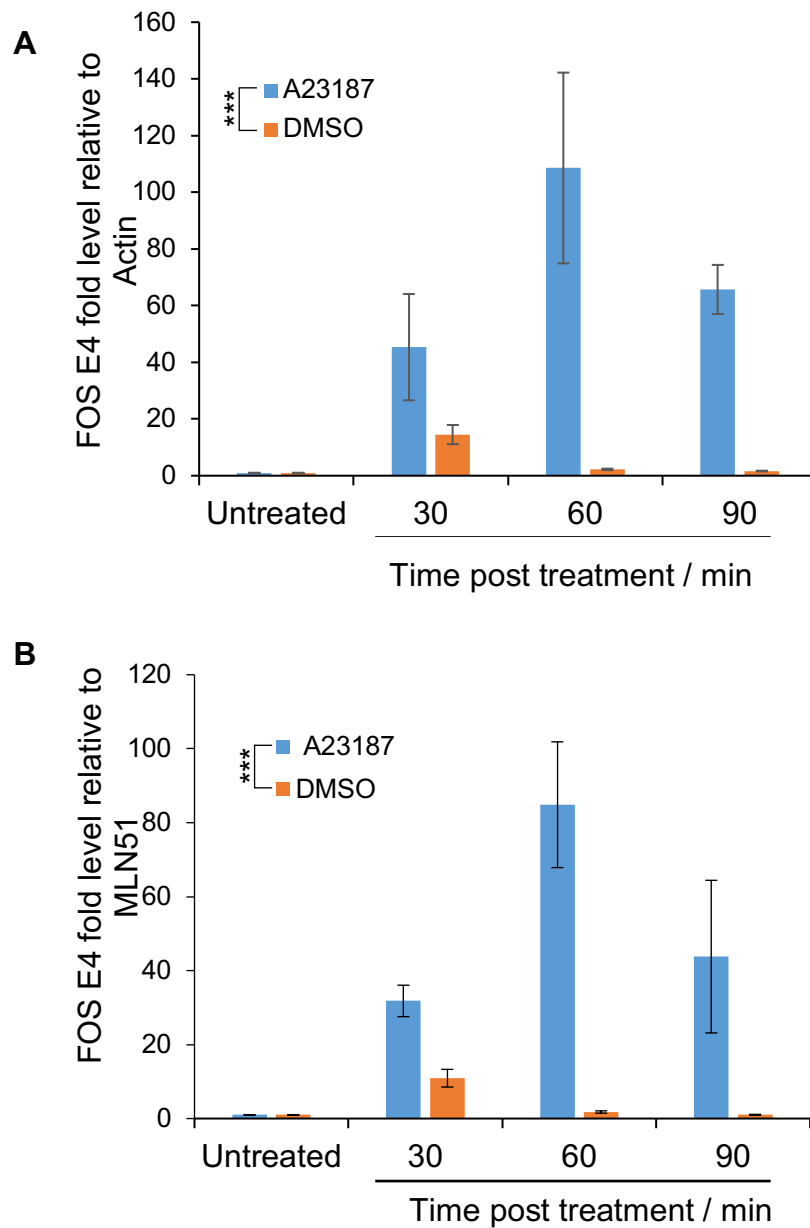 A
FOS E4 fold level relative to
Actin
160
140
120
100
80
60
40
20
0
*** A23187
DMSO
Untreated 30 60 90
Time post treatment / min
B
FOS E4 fold level relative to
MLN51
120
100
80
60
40
20
0
*** A23187
DMSO
Untreated 30 60 90
Time post treatment / min